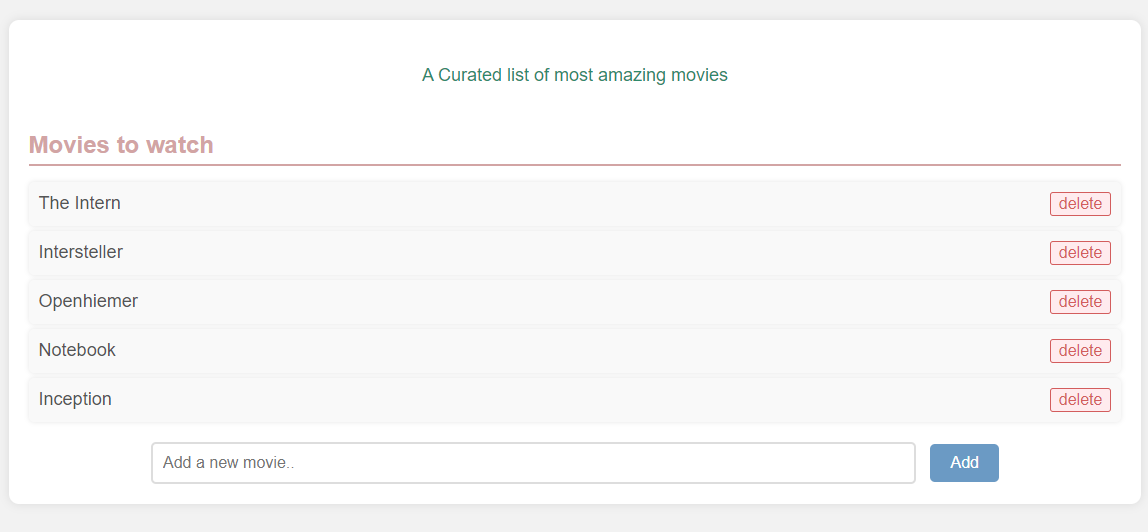 A Curated list of most amazing movies
Movies to watch
The Intern delete
Intersteller delete
Openhiemer delete
Notebook delete
Inception delete
Add a new movie.. Add